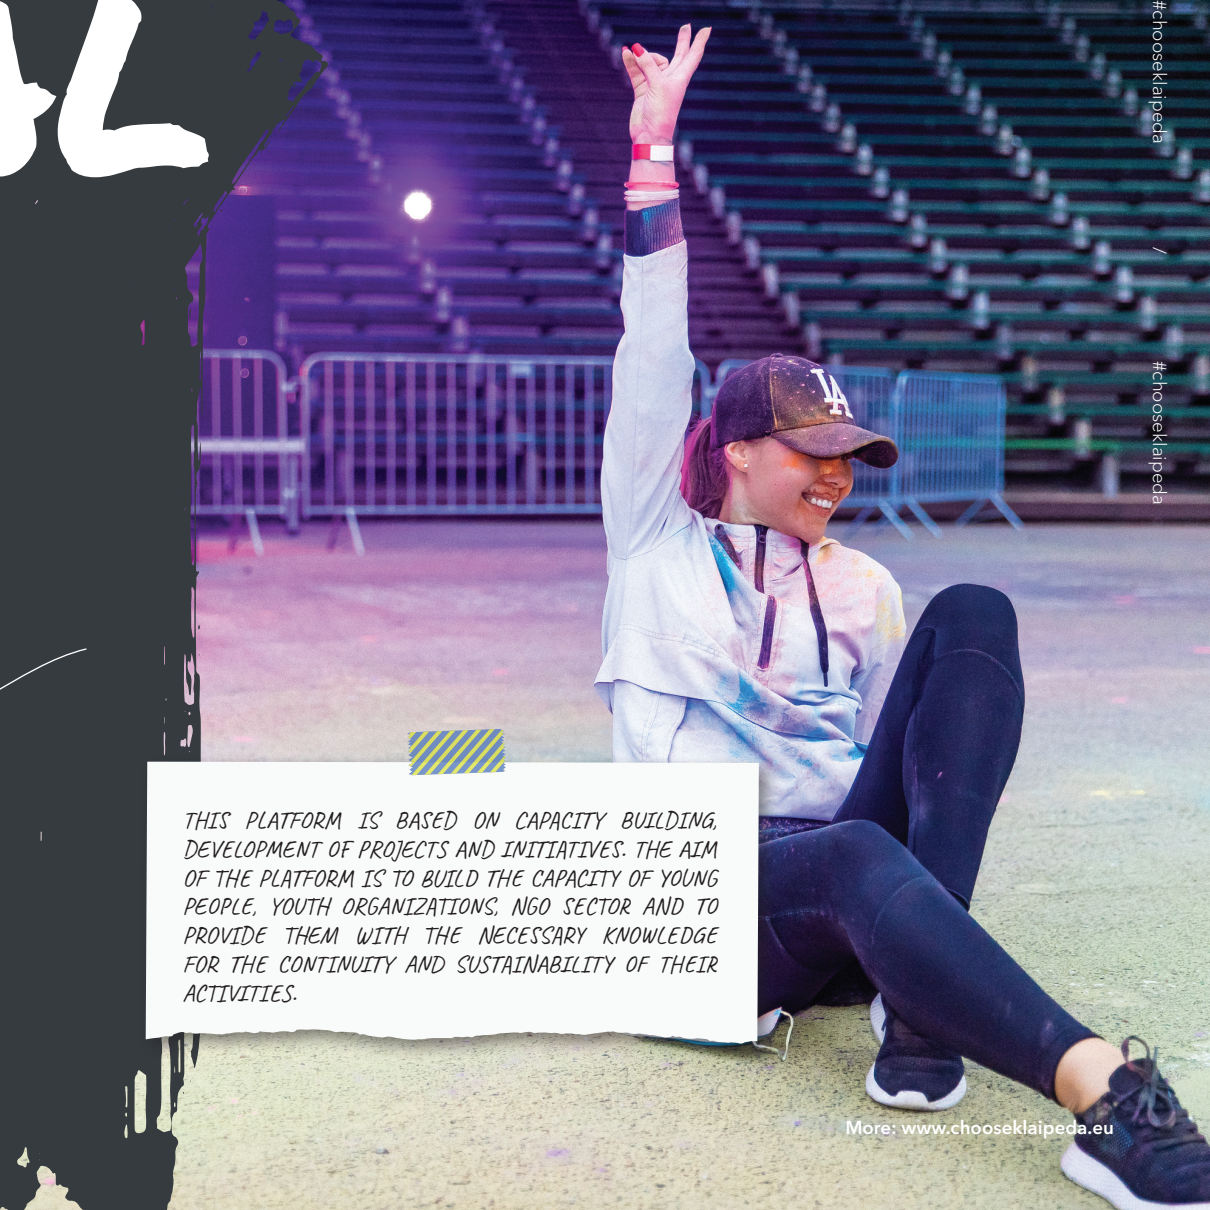 L
#chooseklaipeda / #chooseklaipeda
LA
THIS PLATFORM IS BASED ON CAPACITY BUILDING,
DEVELOPMENT OF PROJECTS AND INITIATIVES. THE AIM
OF THE PLATFORM IS TO BUILD THE CAPACITY OF YOUNG
PEOPLE, YOUTH ORGANIZATIONS, NGO SECTOR AND TO
PROVIDE THEM WITH THE NECESSARY KNOWLEDGE
FOR THE CONTINUITY AND SUSTAINABILITY OF THEIR
ACTIVITIES.
More: www.chooseklaipeda.eu